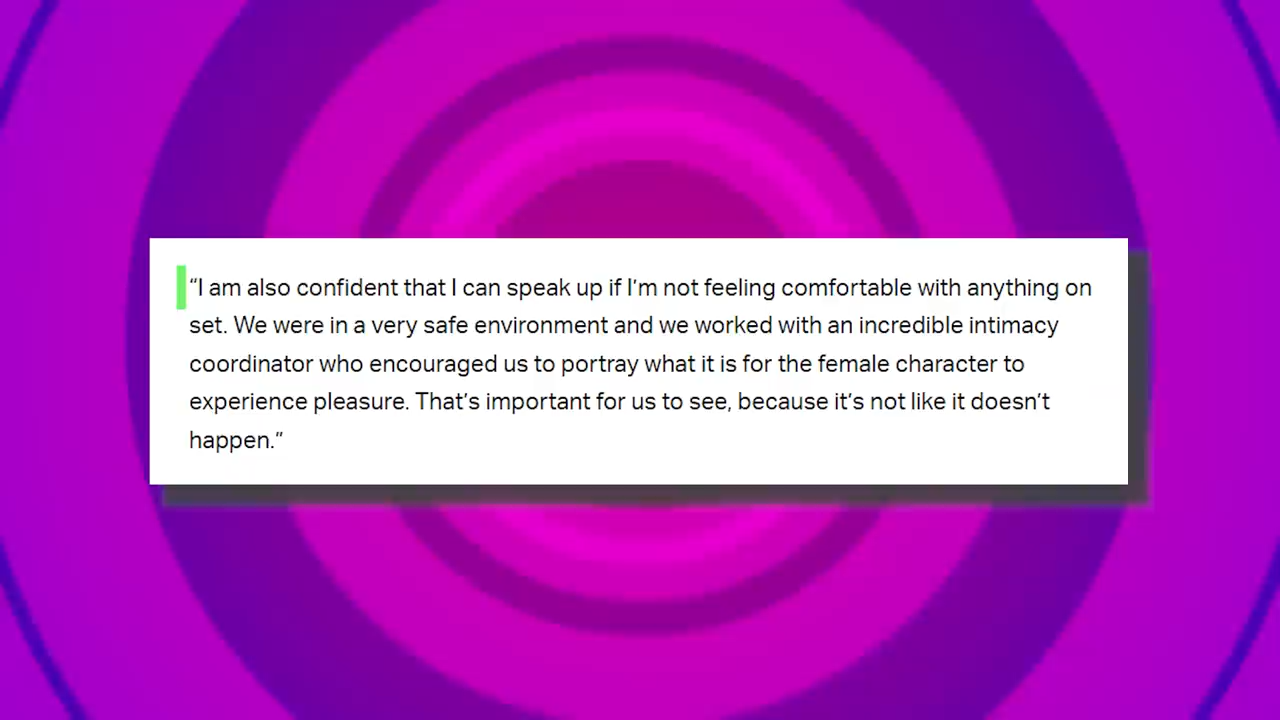 “I am also confident that I can speak up if I’m not feeling comfortable with anything on
set. We were in a very safe environment and we worked with an incredible intimacy
coordinator who encouraged us to portray what it is for the female character to
experience pleasure. That’s important for us to see, because it’s not like it doesn’t
happen.”